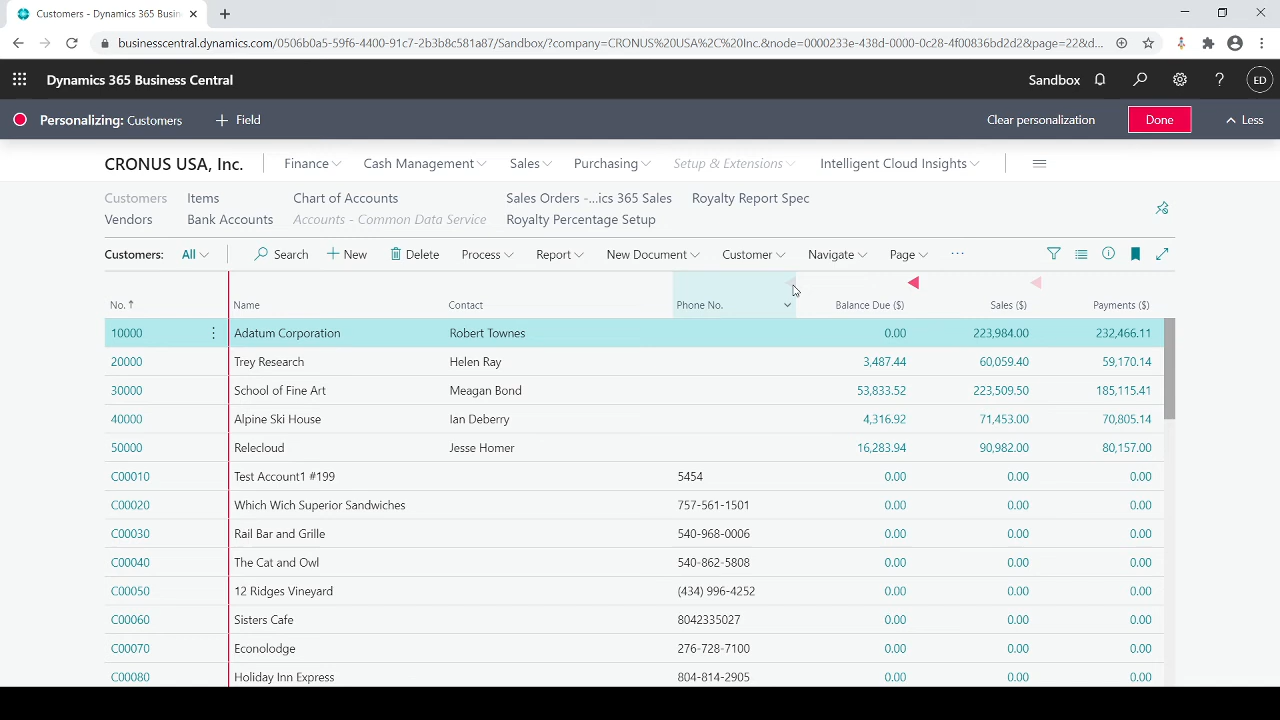 Customers - Dynamics 365 Busin
businesscentral.dynamics.com/0506b0a5-59f6-4400-91c7-2b3b8c581a87/Sandbox/?company=CRONUS%20USA%2C%20Inc.&node=0000233e-438d-0000-0c28-4f00836bd2d2&page=22&d...
Dynamics 365 Business Central
Sandbox
ED
Personalizing: Customers
Field
Clear personalization
Done
Less
CRONUS USA, Inc.
Finance
Cash Management
Sales
Purchasing
Setup & Extensions
Intelligent Cloud Insights
Customers
Items
Chart of Accounts
Sales Orders -...ics 365 Sales
Royalty Report Spec
Vendors
Bank Accounts
Accounts - Common Data Service
Royalty Percentage Setup
Customers:
All
Search
New
Delete
Process
Report
New Document
Customer
Navigate
Page
...
No. ↑ Name Contact Phone No. Balance Due ($) Sales ($) Payments ($)
10000 Adatum Corporation Robert Townes 0.00 223,984.00 232,466.11
20000 Trey Research Helen Ray 3,487.44 60,059.40 59,170.14
30000 School of Fine Art Meagan Bond 53,833.52 223,509.50 185,115.41
40000 Alpine Ski House Ian Deberry 4,316.92 71,453.00 70,805.14
50000 Relecloud Jesse Homer 16,283.94 90,982.00 80,157.00
C00010 Test Account1 #199 5454 0.00 0.00 0.00
C00020 Which Wich Superior Sandwiches 757-561-1501 0.00 0.00 0.00
C00030 Rail Bar and Grille 540-968-0006 0.00 0.00 0.00
C00040 The Cat and Owl 540-862-5808 0.00 0.00 0.00
C00050 12 Ridges Vineyard (434) 996-4252 0.00 0.00 0.00
C00060 Sisters Cafe 8042335027 0.00 0.00 0.00
C00070 Econolodge 276-728-7100 0.00 0.00 0.00
C00080 Holiday Inn Express 804-814-2905 0.00 0.00 0.00